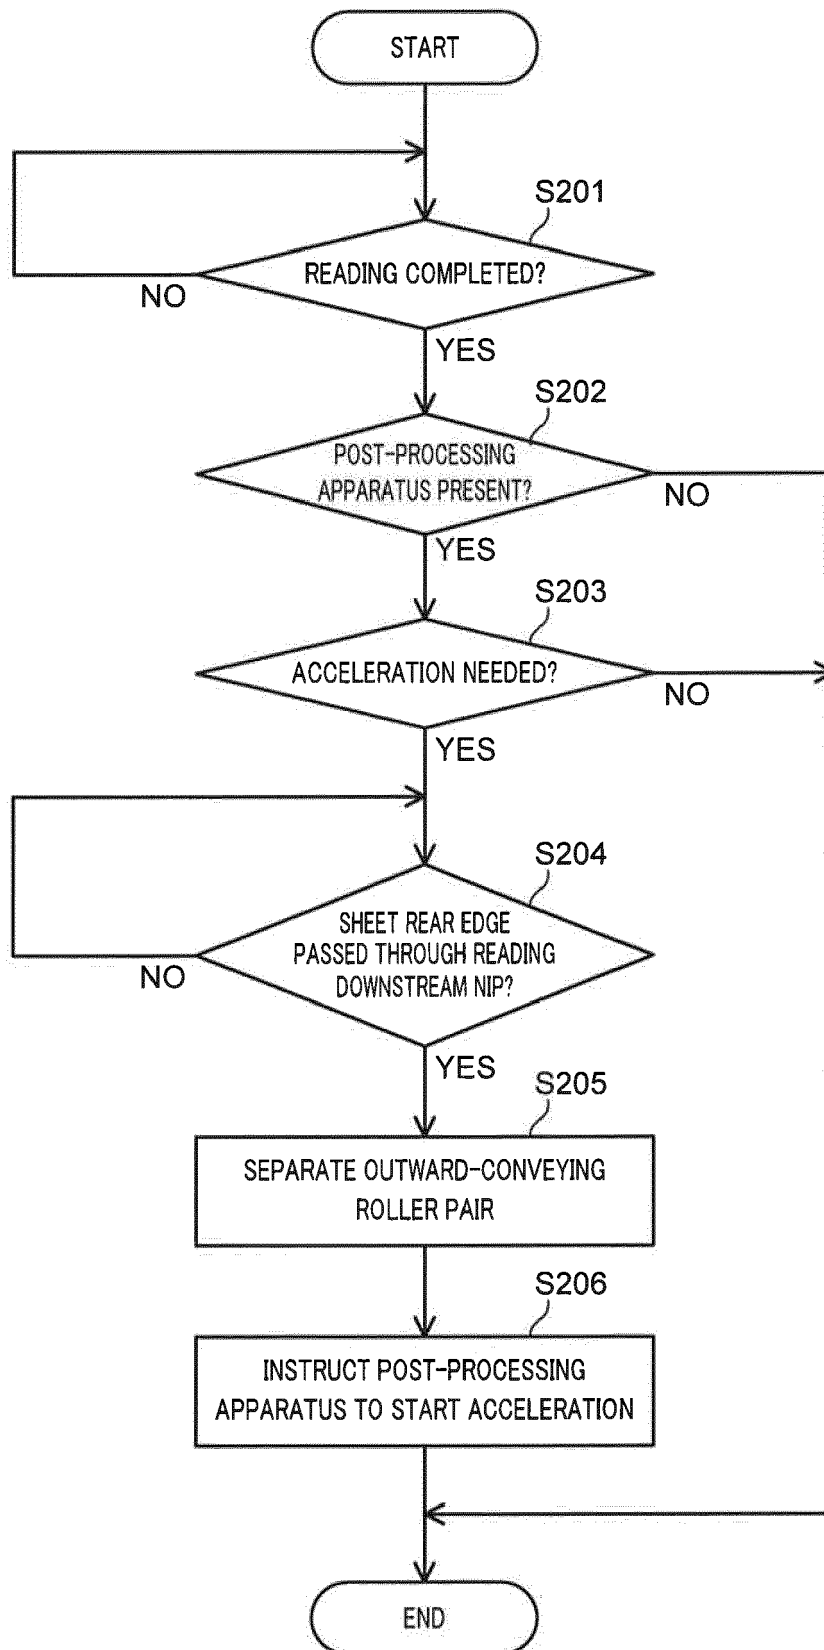 START
S201
READING COMPLETED?
NO
YES
S202
POST-PROCESSING
APPARATUS PRESENT?
NO
YES
S203
ACCELERATION NEEDED?
NO
YES
S204
SHEET REAR EDGE
PASSED THROUGH READING
DOWNSTREAM NIP?
NO
YES
S205
SEPARATE OUTWARD-CONVEYING
ROLLER PAIR
S206
INSTRUCT POST-PROCESSING
APPARATUS TO START ACCELERATION
END